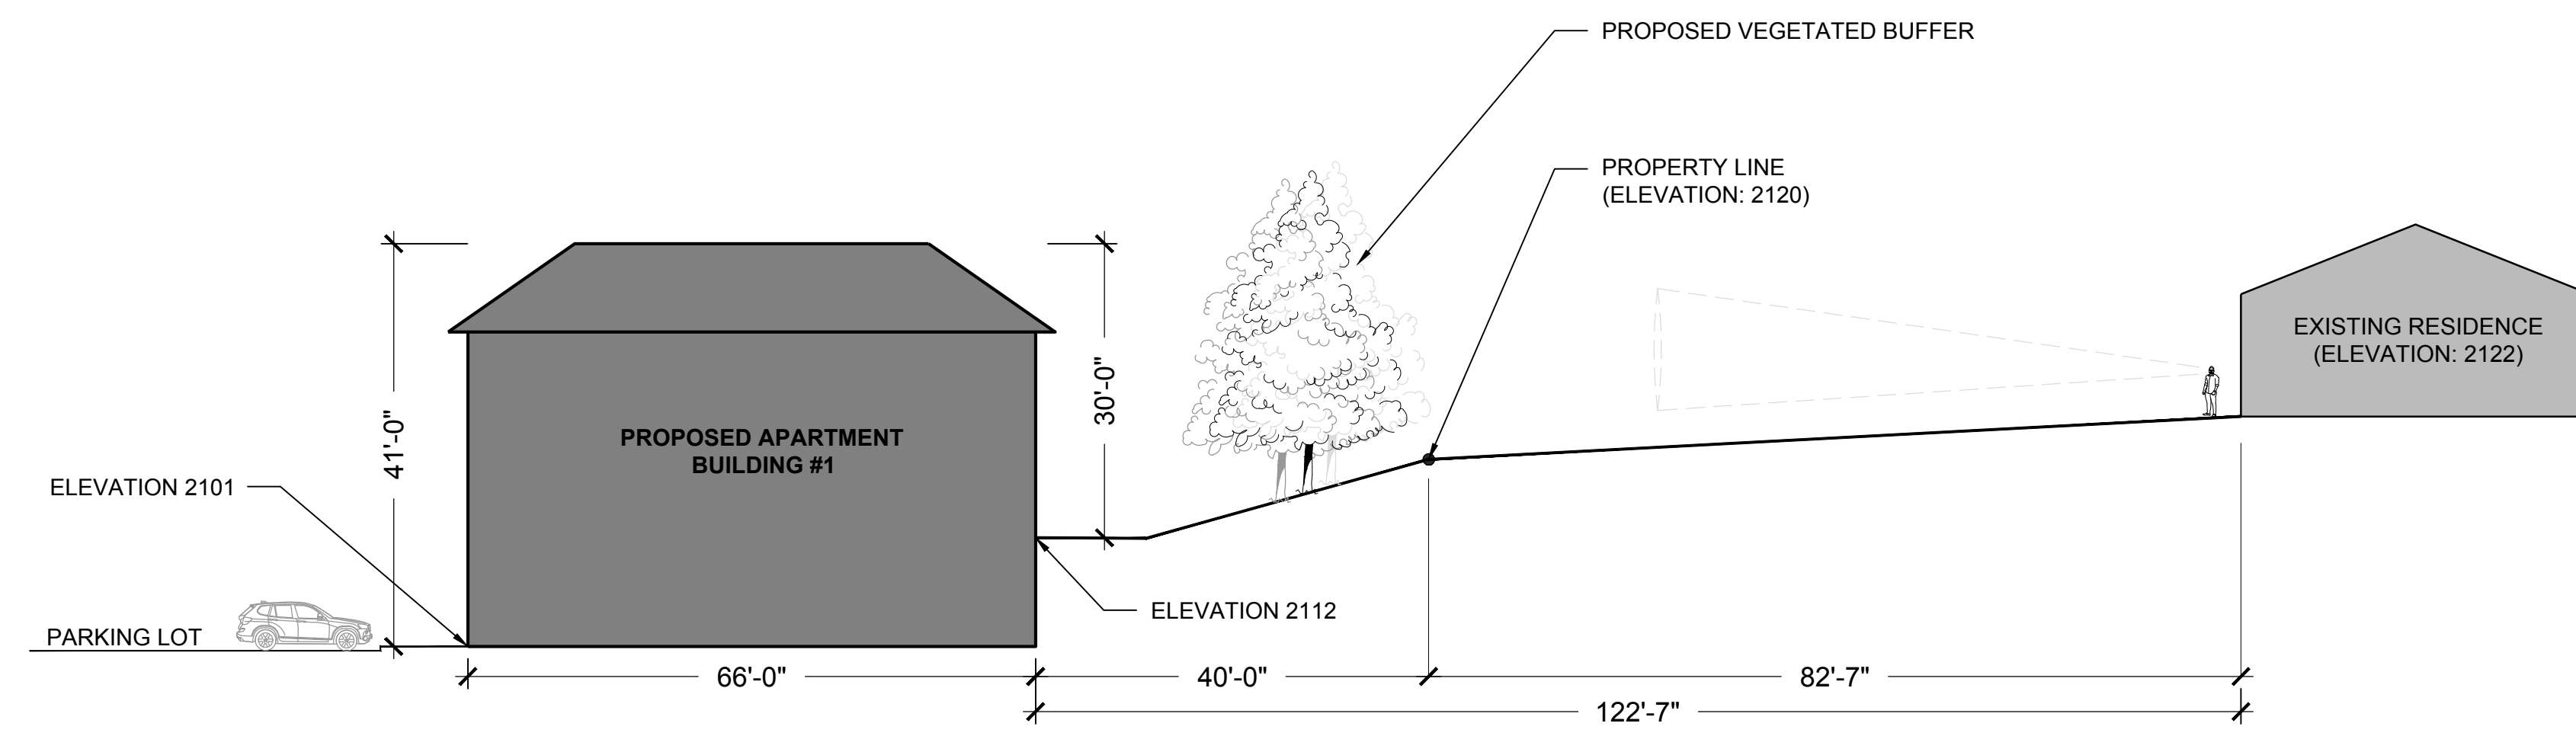 PROPOSED VEGETATED BUFFER
PROPERTY LINE
(ELEVATION: 2120)
EXISTING RESIDENCE
(ELEVATION: 2122)
41'-0"
30'-0"
PROPOSED APARTMENT
BUILDING #1
ELEVATION 2101
ELEVATION 2112
PARKING LOT
66'-0"
40'-0"
82'-7"
122'-7"